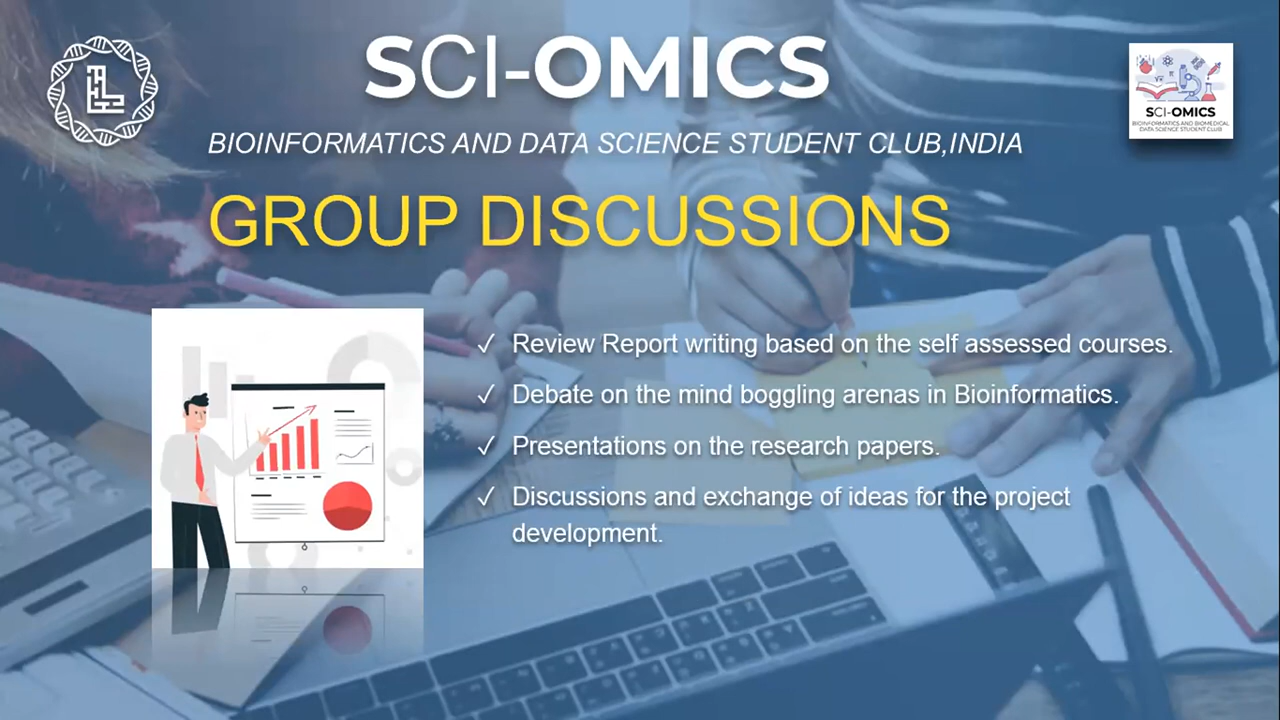 SCI-OMICS
BIOINFORMATICS AND DATA SCIENCE STUDENT CLUB,INDIA
SCI-OMICS
BIOINFORMATICS AND BIOMEDICAL
DATA SCIENCE STUDENT CLUB
GROUP DISCUSSIONS
✓ Review Report writing based on the self assessed courses.
✓ Debate on the mind boggling arenas in Bioinformatics.
✓ Presentations on the research papers.
✓ Discussions and exchange of ideas for the project
development.